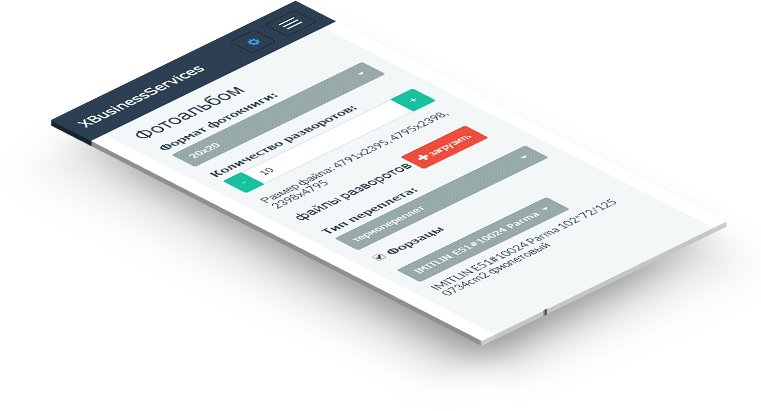 XBusinessServices
Фотоальбом
Формат фотокниги:
20x20
Количество разворотов:
- 10 +
Размер файла: 4791x2395, 4795x2398,
2398x4795
файлы разворотов + загрузить
Тип переплета:
термопереплет
Форзацы
IMITLIN E51#10024 Parma
IMITLIN E51#10024 Parma 102*72/125
0734cm2 фиолетовый